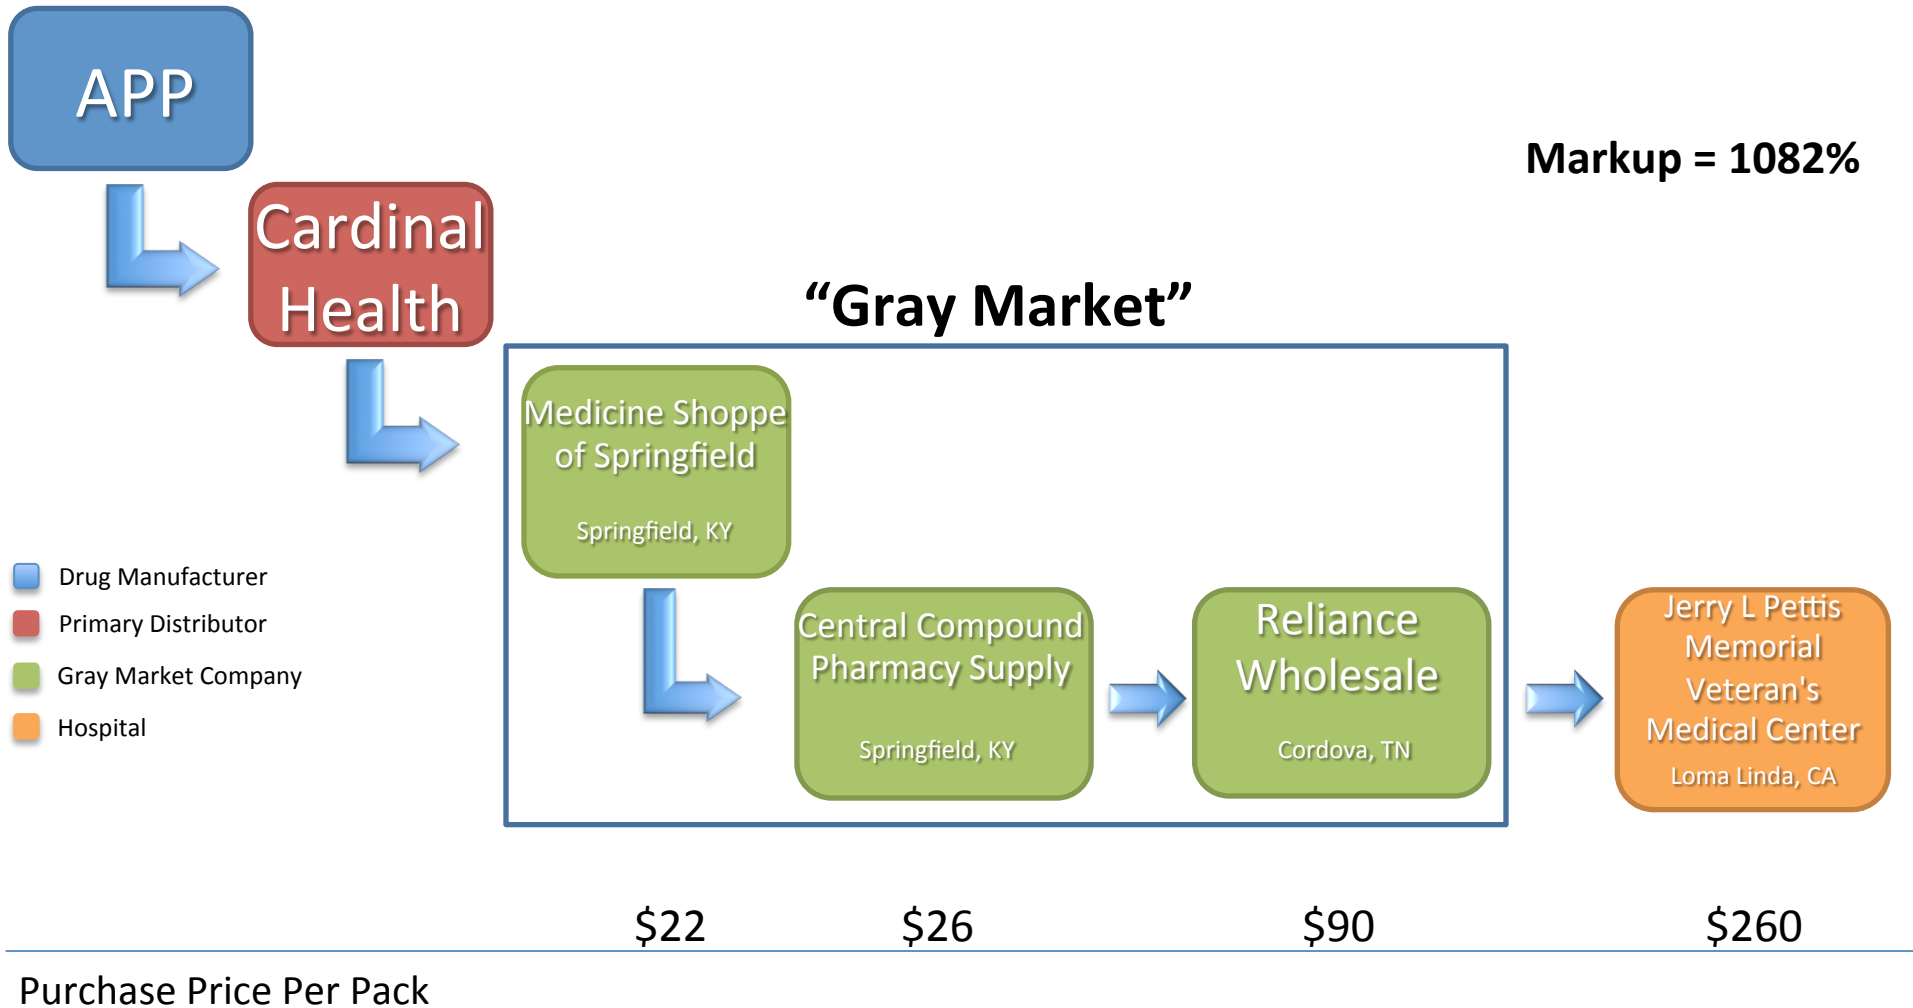 APP
Markup = 1082%
Cardinal
Health
“Gray Market”
Medicine Shoppe
of Springfield
Springfield, KY
Drug Manufacturer
Primary Distributor
Gray Market Company
Hospital
Central Compound
Pharmacy Supply
Springfield, KY
Reliance
Wholesale
Cordova, TN
Jerry L Pettis
Memorial
Veteran's
Medical Center
Loma Linda, CA
$22 $26 $90 $260
Purchase Price Per Pack